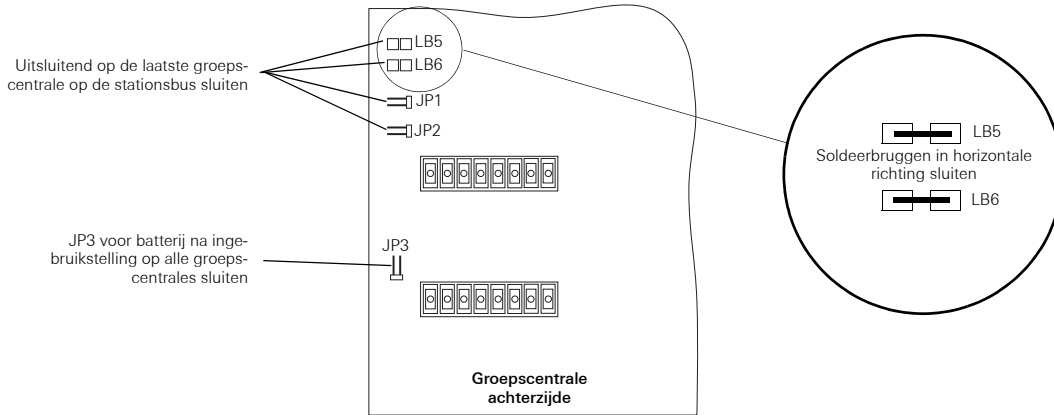 Uitsluitend op de laatste groeps-
centrale op de stationsbus sluiten
LB5
LB6
JP1
JP2
JP3 voor batterij na inge-
bruikstelling op alle groeps-
centrales sluiten
JP3
Groepscentrale
achterzijde
LB5
Soldeerbruggen in horizontale
richting sluiten
LB6